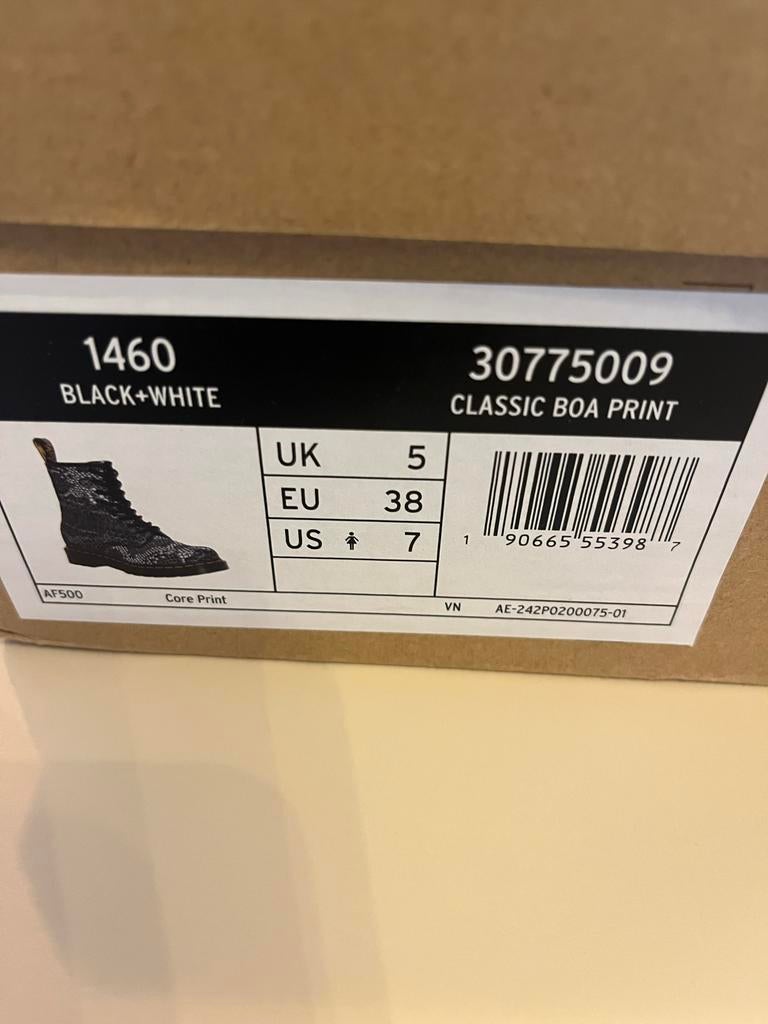 1460
BLACK+WHITE
30775009
CLASSIC BOA PRINT
UK 5
EU 38
US 7
1 90665 55398 7
AF500 Core Print VN AE-242P0200075-01